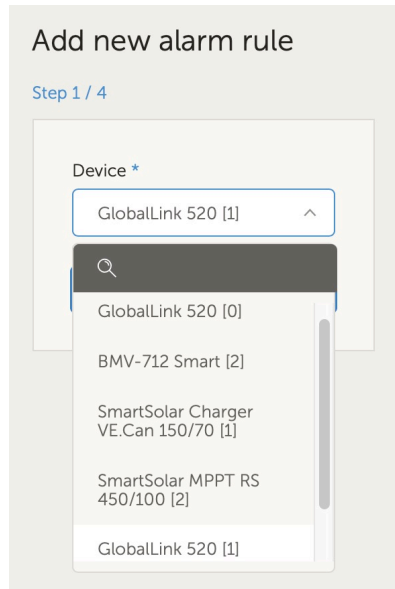 Add new alarm rule
Step 1 / 4
Device *
GlobalLink 520 [1]
GlobalLink 520 [0]
BMV-712 Smart [2]
SmartSolar Charger
VE.Can 150/70 [1]
SmartSolar MPPT RS
450/100 [2]
GlobalLink 520 [1]